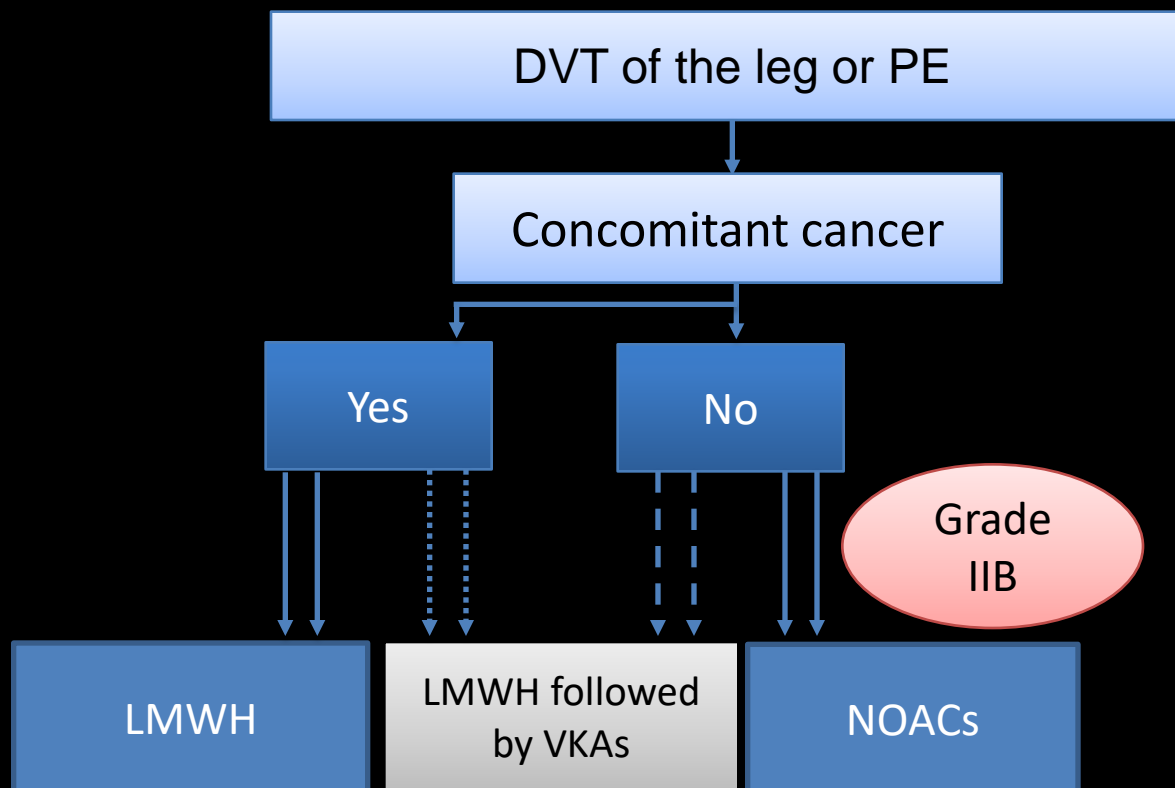 DVT of the leg or PE
Concomitant cancer
Yes
No
Grade
IIB
LMWH
LMWH followed
by VKAs
NOACs